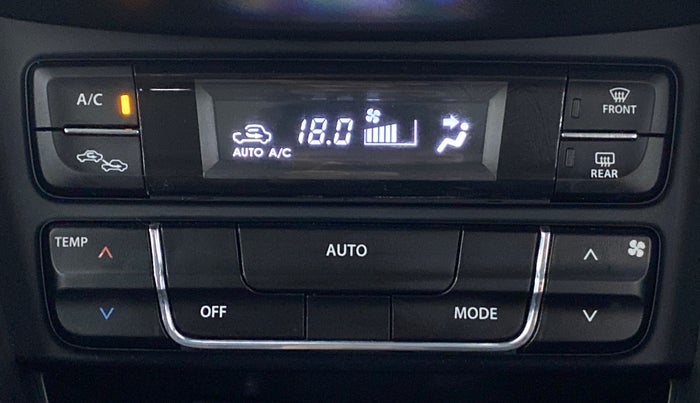 A/C
18.0
AUTO A/C
FRONT
REAR
TEMP
AUTO
OFF
MODE